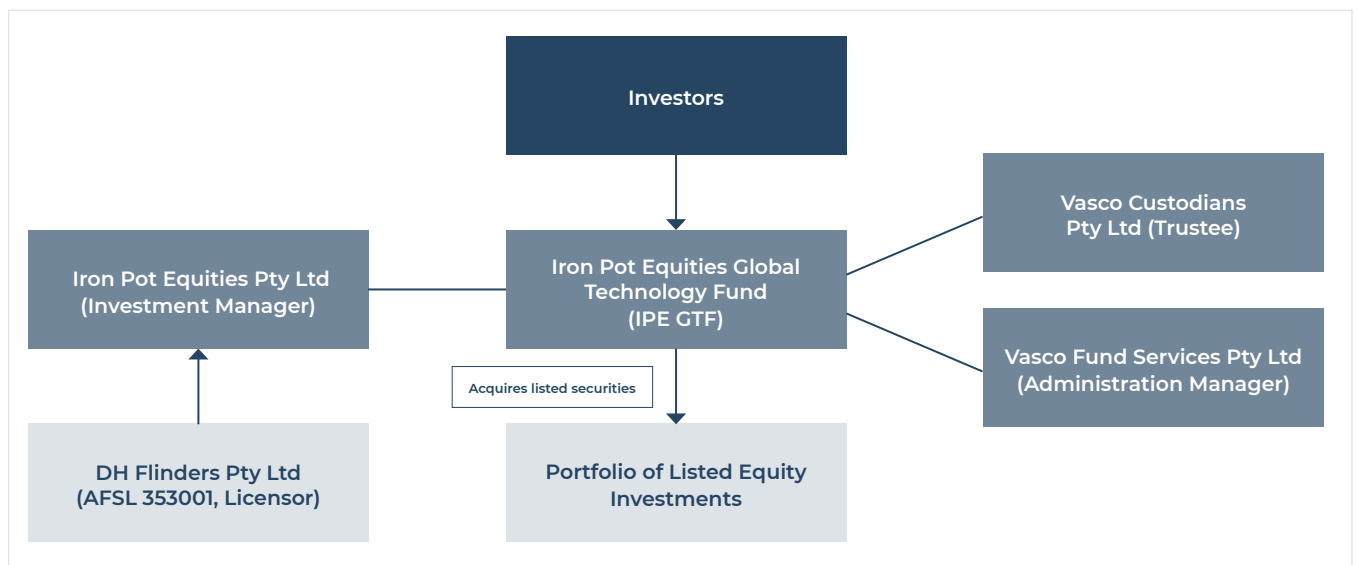 Investors
Vasco Custodians
Pty Ltd (Trustee)
Iron Pot Equities Pty Ltd
(Investment Manager)
Iron Pot Equities Global
Technology Fund
(IPE GTF)
Vasco Fund Services Pty Ltd
(Administration Manager)
Acquires listed securities
DH Flinders Pty Ltd
(AFSL 353001, Licensor)
Portfolio of Listed Equity
Investments